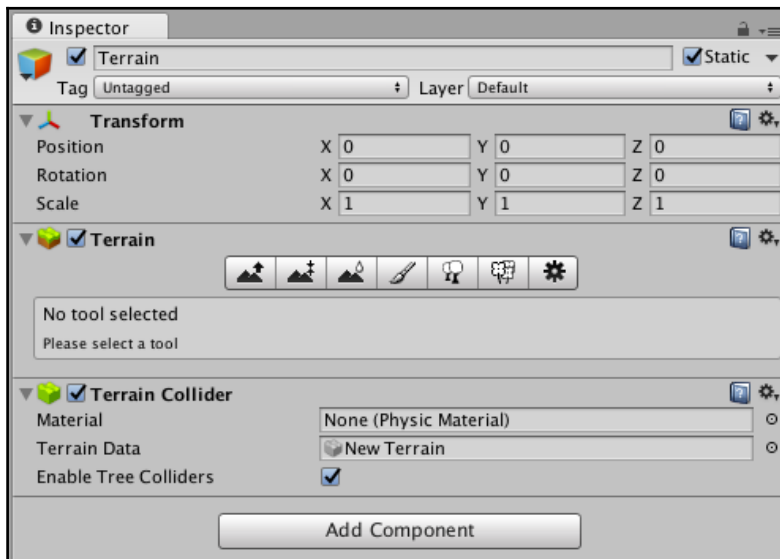 Inspector
Terrain Static
Tag Untagged Layer Default
Transform
Position X 0 Y 0 Z 0
Rotation X 0 Y 0 Z 0
Scale X 1 Y 1 Z 1
Terrain
No tool selected
Please select a tool
Terrain Collider
Material None (Physic Material)
Terrain Data New Terrain
Enable Tree Colliders
Add Component